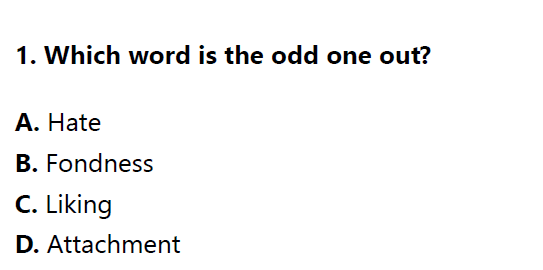 1. Which word is the odd one out?
A. Hate
B. Fondness
C. Liking
D. Attachment